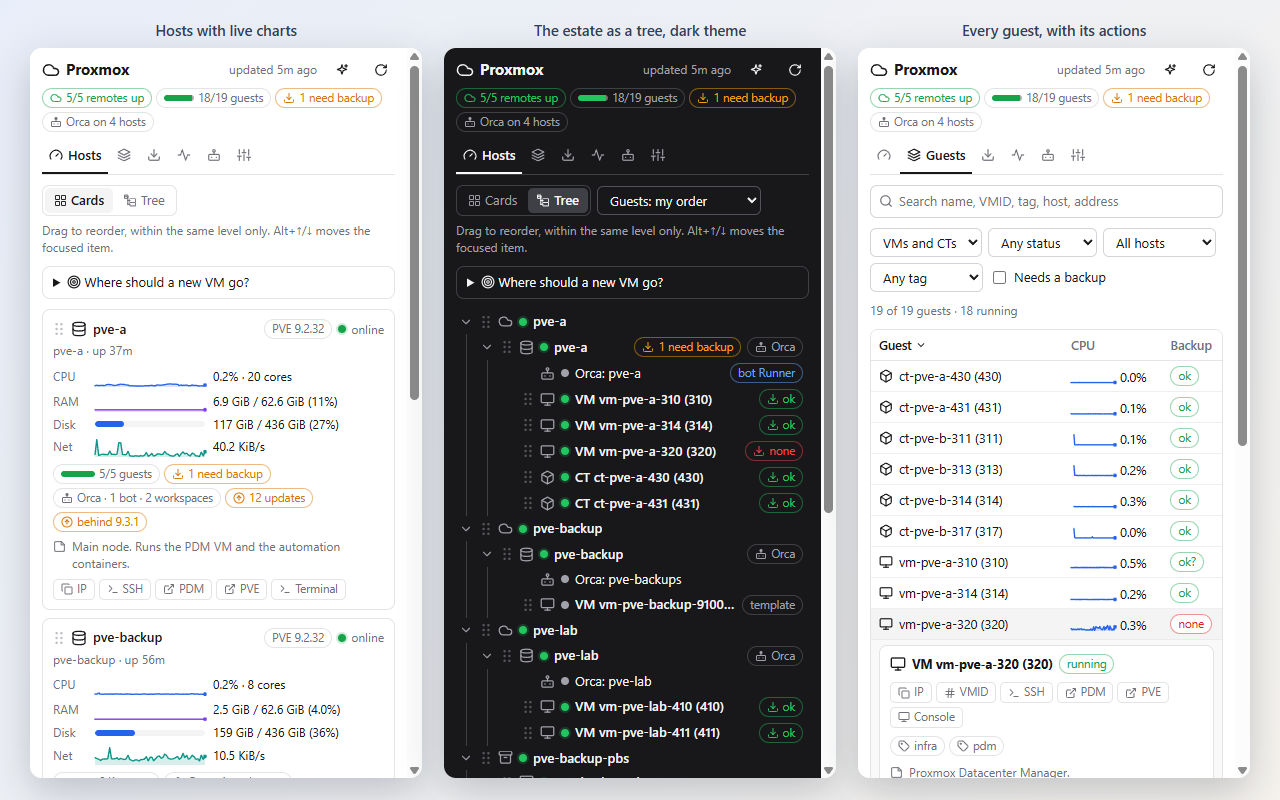 Hosts with live charts
Proxmox
updated 5m ago
5/5 remotes up
18/19 guests
1 need backup
Orca on 4 hosts
Hosts
Cards
Tree
Drag to reorder, within the same level only. Alt+↑/↓ moves the
focused item.
Where should a new VM go?
pve-a
PVE 9.2.32
online
pve-a · up 37m
CPU
0.2% · 20 cores
RAM
6.9 GiB / 62.6 GiB (11%)
Disk
117 GiB / 436 GiB (27%)
Net
40.2 KiB/s
5/5 guests
1 need backup
Orca · 1 bot · 2 workspaces
12 updates
behind 9.3.1
Main node. Runs the PDM VM and the automation
containers.
IP
SSH
PDM
PVE
Terminal
pve-backup
PVE 9.2.32
online
pve-backup · up 56m
CPU
0.2% · 8 cores
RAM
2.5 GiB / 62.6 GiB (4.0%)
Disk
159 GiB / 436 GiB (36%)
Net
10.5 KiB/s
The estate as a tree, dark theme
Proxmox
updated 5m ago
5/5 remotes up
18/19 guests
1 need backup
Orca on 4 hosts
Hosts
Cards
Tree
Guests: my order
Drag to reorder, within the same level only. Alt+↑/↓ moves the
focused item.
Where should a new VM go?
pve-a
pve-a
1 need backup
Orca
Orca: pve-a
bot Runner
VM vm-pve-a-310 (310)
ok
VM vm-pve-a-314 (314)
ok
VM vm-pve-a-320 (320)
none
CT ct-pve-a-430 (430)
ok
CT ct-pve-a-431 (431)
ok
pve-backup
pve-backup
Orca
Orca: pve-backups
VM vm-pve-backup-9100...
template
pve-lab
pve-lab
Orca
Orca: pve-lab
VM vm-pve-lab-410 (410)
ok
VM vm-pve-lab-411 (411)
ok
pve-backup-pbs
Every guest, with its actions
Proxmox
updated 5m ago
5/5 remotes up
18/19 guests
1 need backup
Orca on 4 hosts
Guests
Search name, VMID, tag, host, address
VMs and CTs
Any status
All hosts
Any tag
Needs a backup
19 of 19 guests · 18 running
Guest
CPU
Backup
ct-pve-a-430 (430)
0.0%
ok
ct-pve-a-431 (431)
0.1%
ok
ct-pve-b-311 (311)
0.1%
ok
ct-pve-b-313 (313)
0.2%
ok
ct-pve-b-314 (314)
0.3%
ok
ct-pve-b-317 (317)
0.0%
ok
vm-pve-a-310 (310)
0.5%
ok?
vm-pve-a-314 (314)
0.2%
ok
vm-pve-a-320 (320)
0.3%
none
VM vm-pve-a-320 (320)
running
IP
VMID
SSH
PDM
PVE
Console
infra
pdm
Proxmox Datacenter Manager.